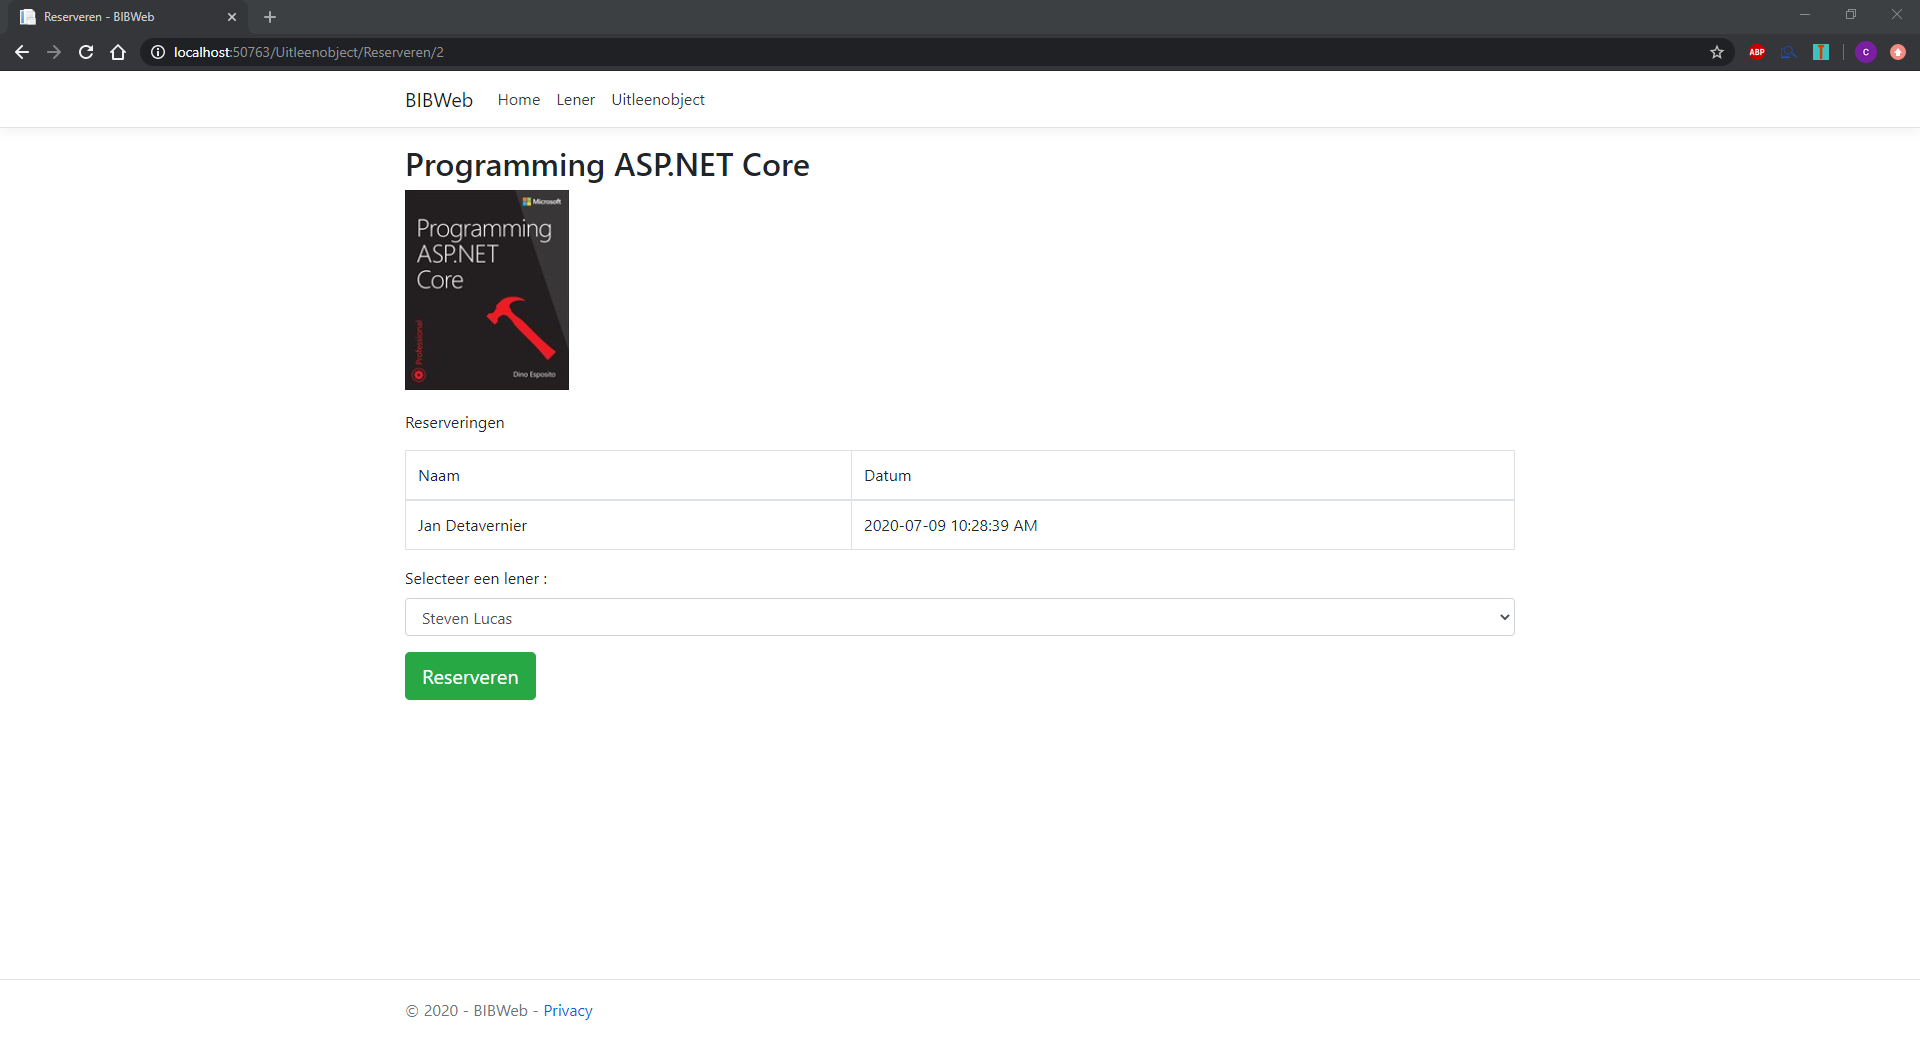 Reserveren - BIBWeb
localhost:50763/Uitleenobject/Reserveren/2
ABP
C
BIBWeb Home Lener Uitleenobject
Programming ASP.NET Core
Microsoft
Programming
ASP.NET
Core
Professional
Dino Esposito
Reserveringen
Naam Datum
Jan Detavernier 2020-07-09 10:28:39 AM
Selecteer een lener :
Steven Lucas
Reserveren
© 2020 - BIBWeb - Privacy